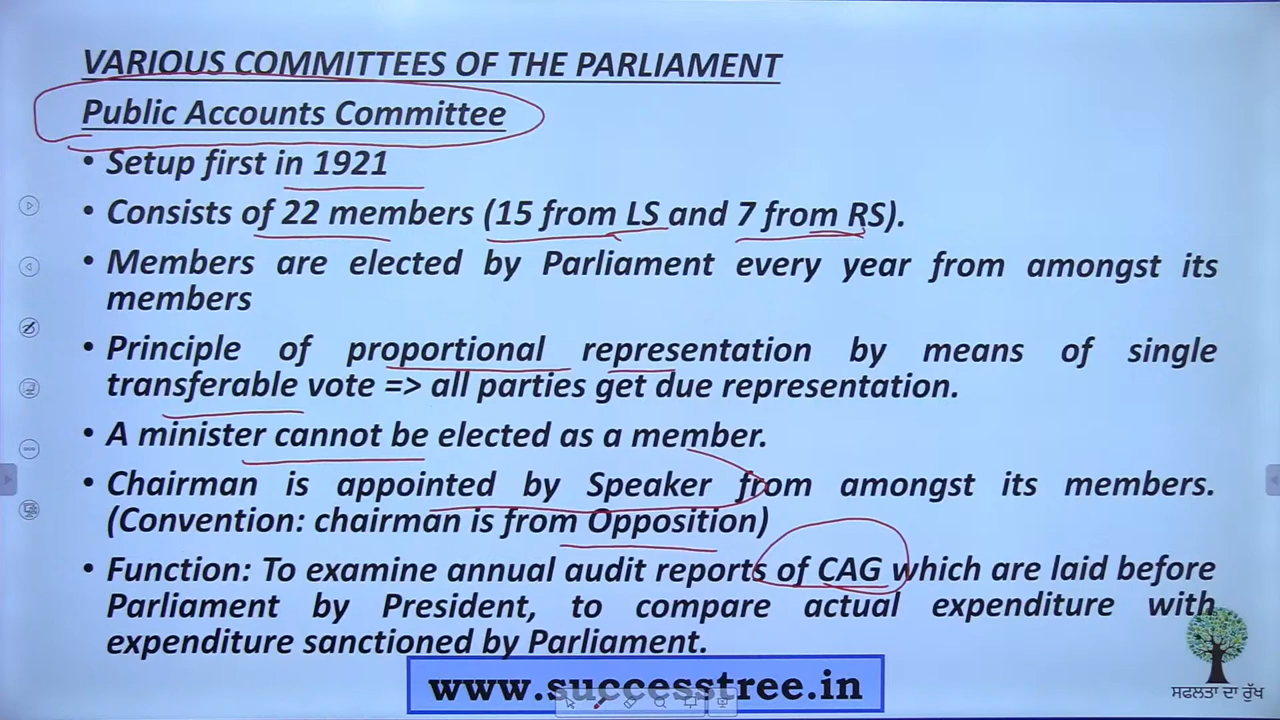 VARIOUS COMMITTEES OF THE PARLIAMENT
Public Accounts Committee
• Setup first in 1921
• Consists of 22 members (15 from LS and 7 from RS).
• Members are elected by Parliament every year from amongst its
members
• Principle of proportional representation by means of single
transferable vote => all parties get due representation.
• A minister cannot be elected as a member.
• Chairman is appointed by Speaker from amongst its members.
(Convention: chairman is from Opposition)
• Function: To examine annual audit reports of CAG which are laid before
Parliament by President, to compare actual expenditure with
expenditure sanctioned by Parliament.
www.successtree.in
ਸਫਲਤਾ ਦਾ ਰੁੱਖ